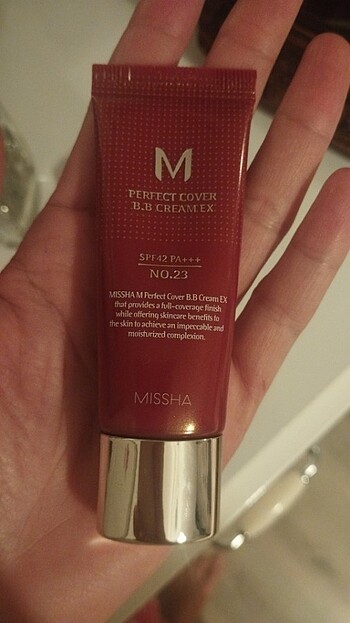 M
PERFECT COVER
B.B CREAM EX
SPF42 PA+++
NO.23
MISSHA M Perfect Cover B.B Cream EX
that provides a full-coverage finish
while offering skincare benefits to
the skin to achieve an impeccable and
moisturized complexion.
MISSHA